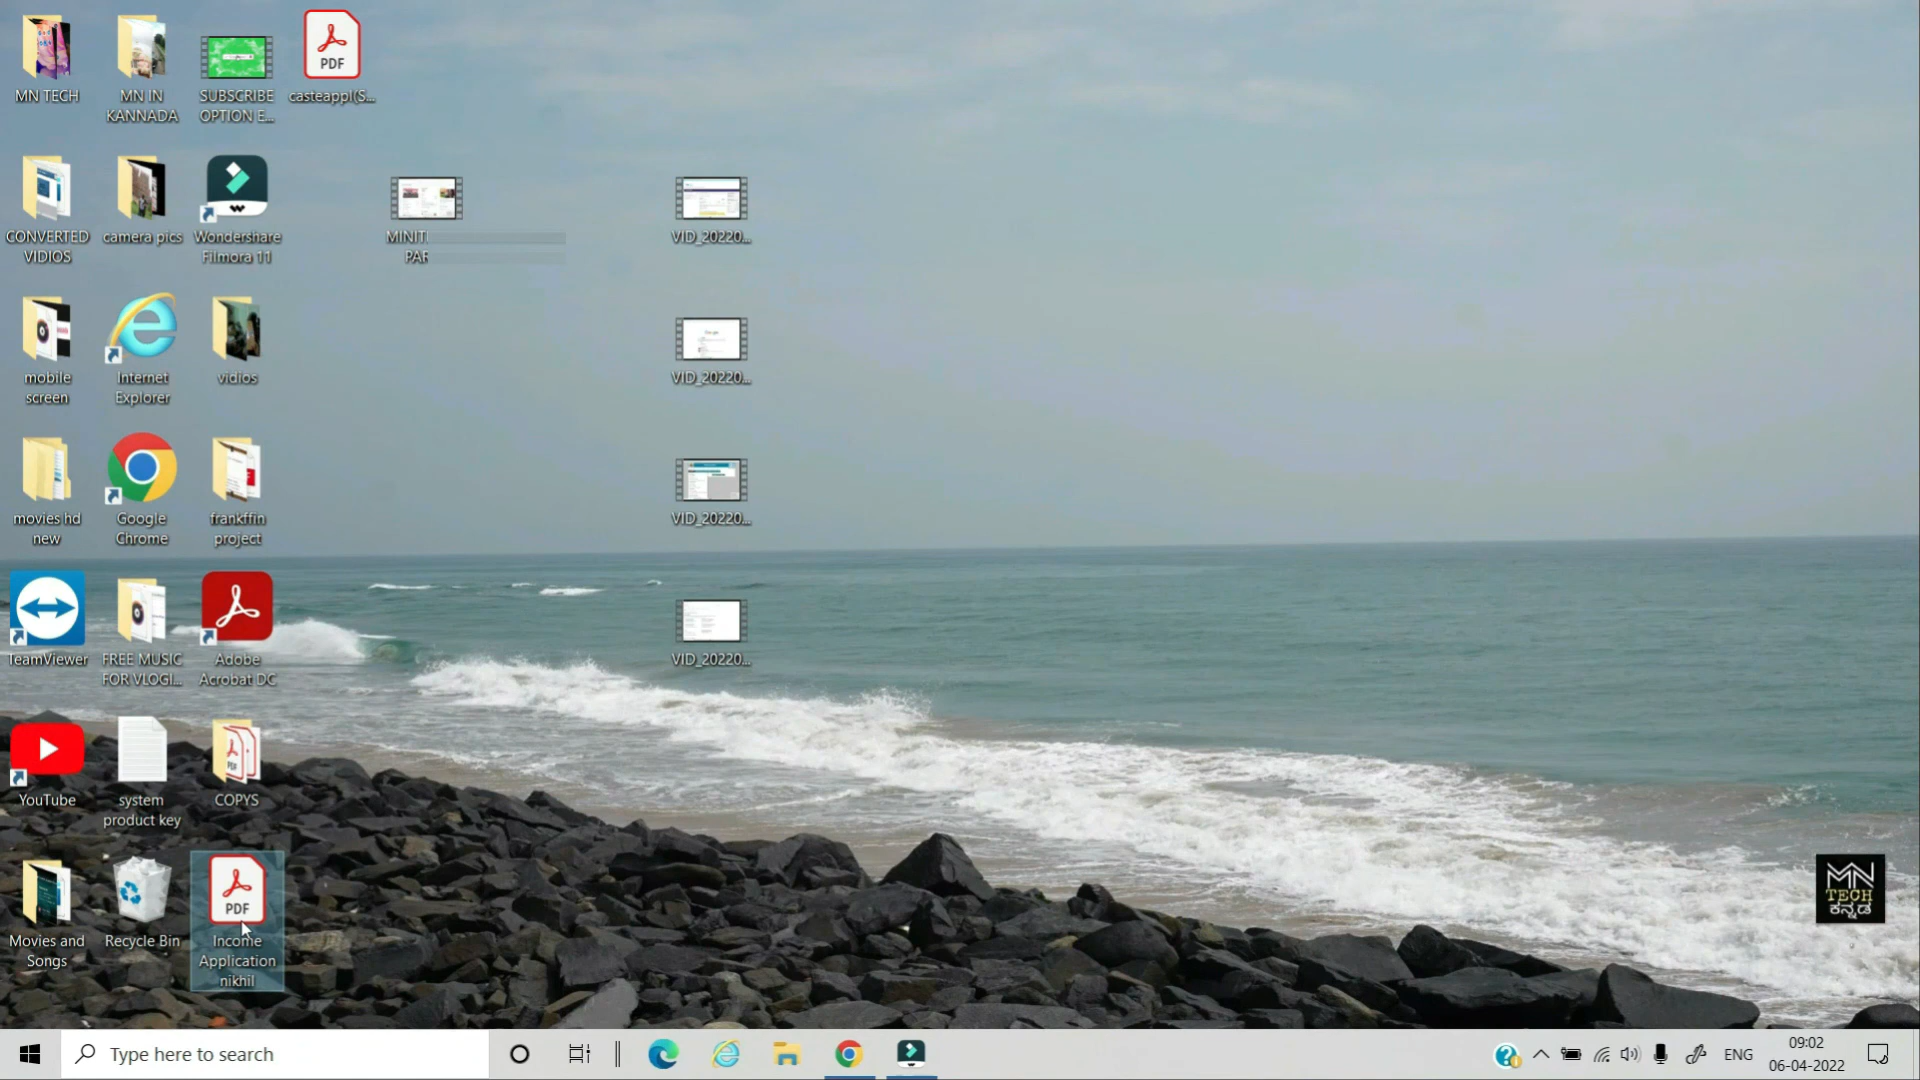 MN TECH
MN IN
KANNADA
SUBSCRIBE
OPTION E...
PDF
casteappl(S...
CONVERTED
VIDIOS
camera pics
Wondershare
Filmora 11
MINIT
PAR
VID_20220...
mobile
screen
Internet
Explorer
vidios
VID_20220...
movies hd
new
Google
Chrome
frankffin
project
VID_20220...
TeamViewer
FREE MUSIC
FOR VLOGI...
Adobe
Acrobat DC
VID_20220...
YouTube
system
product key
COPYS
Movies and
Songs
Recycle Bin
PDF
Income
Application
nikhil
MN
TECH
ಕನ್ನಡ
Type here to search
ENG
09:02
06-04-2022